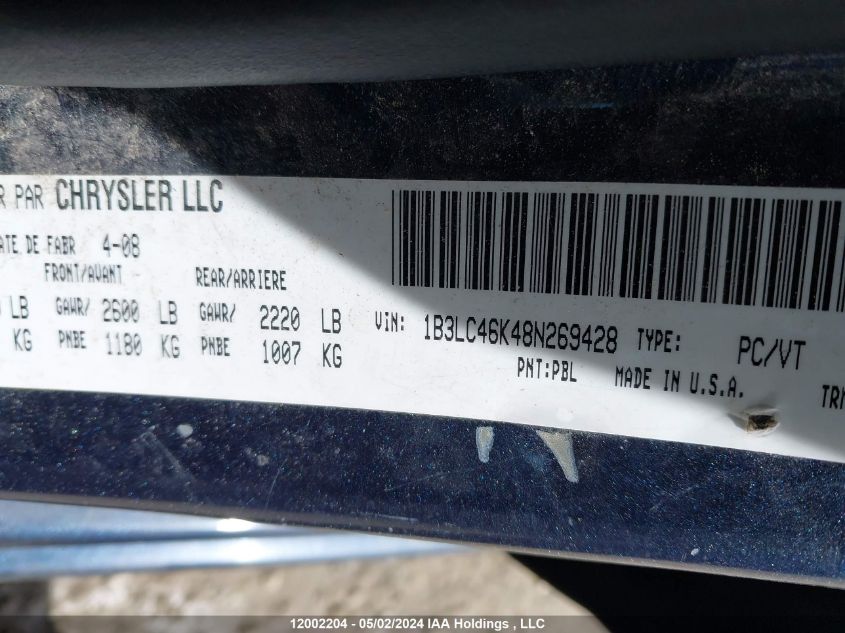 R PAR CHRYSLER LLC
ATE DE FABR 4-08
FRONT/AVANT REAR/ARRIERE
LB GAWR/ 2600 LB GAWR/ 2220 LB VIN: 1B3LC46K48N269428 TYPE: PC/VT
KG PNBE 1180 KG PNBE 1007 KG PNT:PBL MADE IN U.S.A. TRM
12002204 - 05/02/2024 IAA Holdings , LLC